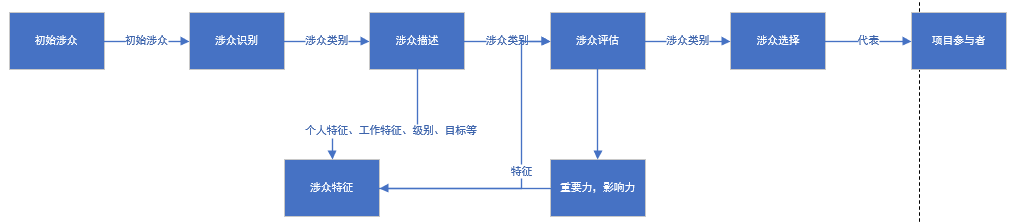 初始涉众
初始涉众
涉众识别
涉众类别
涉众描述
涉众类别
涉众评估
涉众类别
涉众选择
代表
项目参与者
个人特征、工作特征、级别、目标等
特征
涉众特征
重要力，影响力